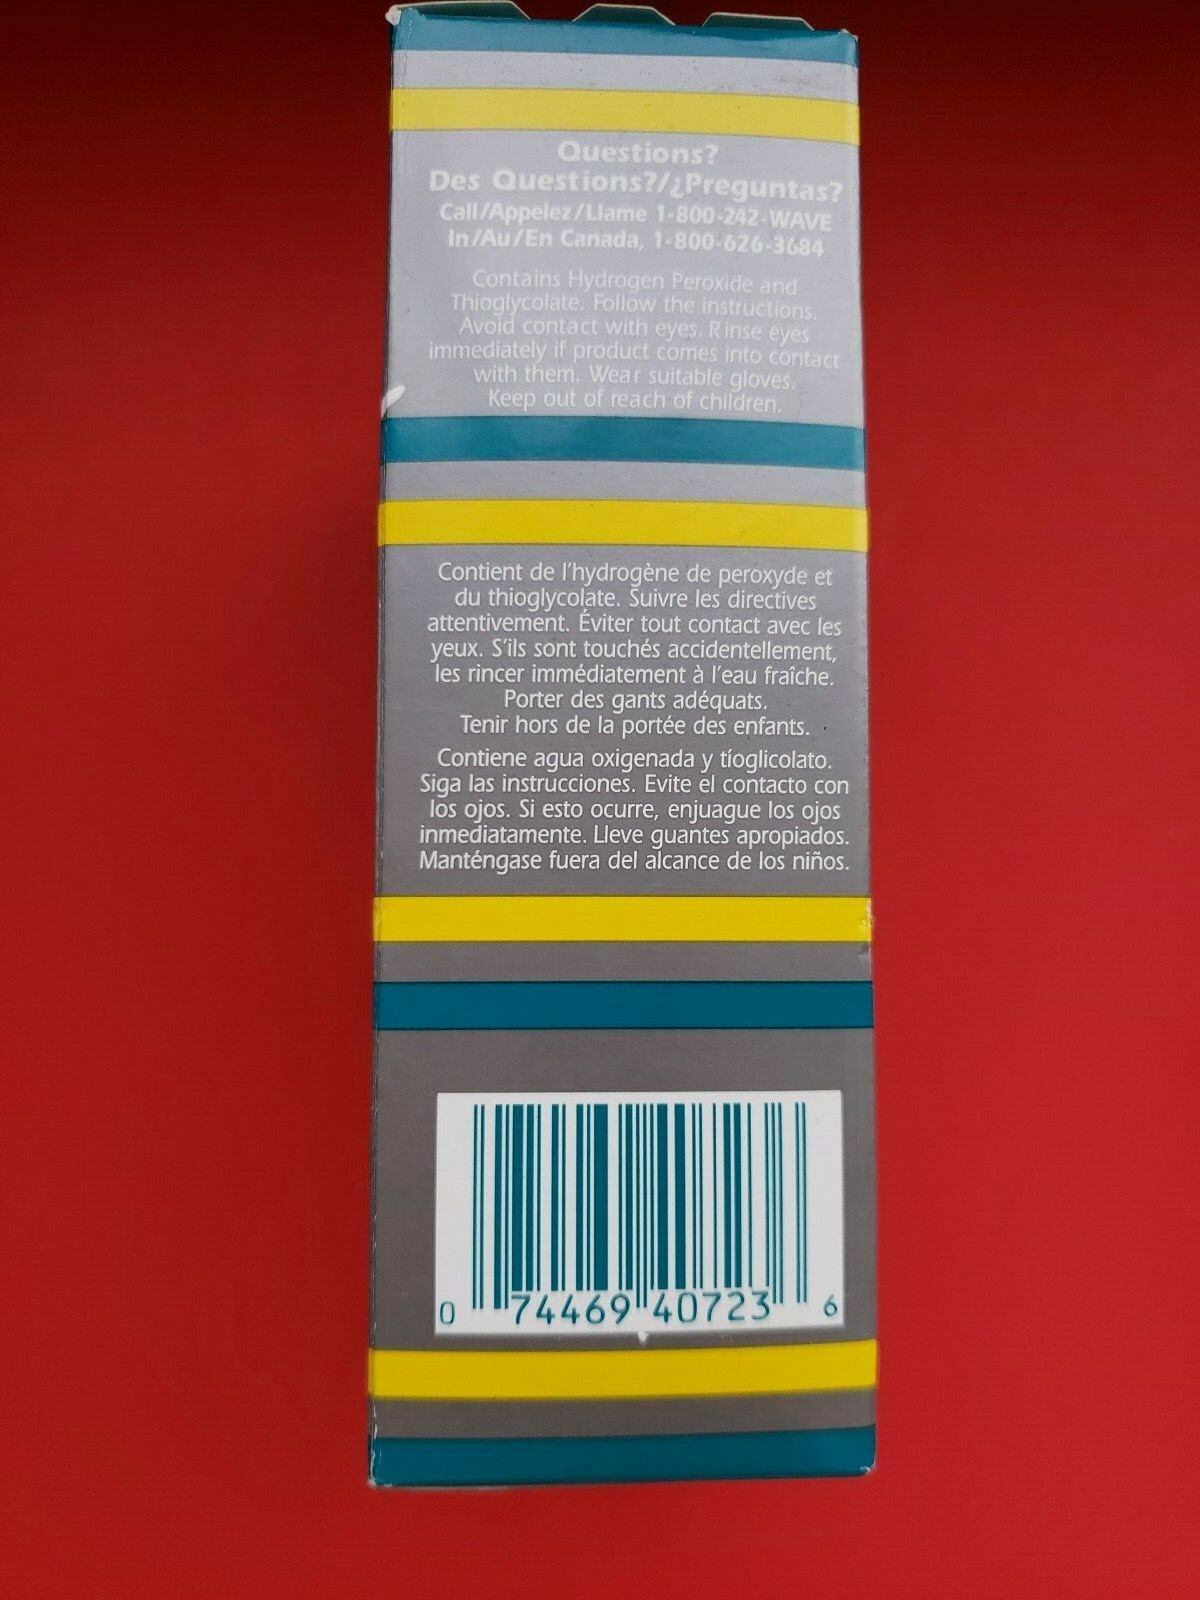 Questions?
Des Questions?/¿Preguntas?
Call/Appelez/Llame 1-800-242-WAVE
In/Au/En Canada, 1-800-626-3684
Contains Hydrogen Peroxide and
Thioglycolate. Follow the instructions.
Avoid contact with eyes. Rinse eyes
immediately if product comes into contact
with them. Wear suitable gloves.
Keep out of reach of children.
Contient de l'hydrogène de peroxyde et
du thioglycolate. Suivre les directives
attentivement. Éviter tout contact avec les
yeux. S'ils sont touchés accidentellement,
les rincer immédiatement à l'eau fraîche.
Porter des gants adéquats.
Tenir hors de la portée des enfants.
Contiene agua oxigenada y tíoglicolato.
Siga las instrucciones. Evite el contacto con
los ojos. Si esto ocurre, enjuague los ojos
inmediatamente. Lleve guantes apropiados.
Manténgase fuera del alcance de los niños.
0 74469 40723 6